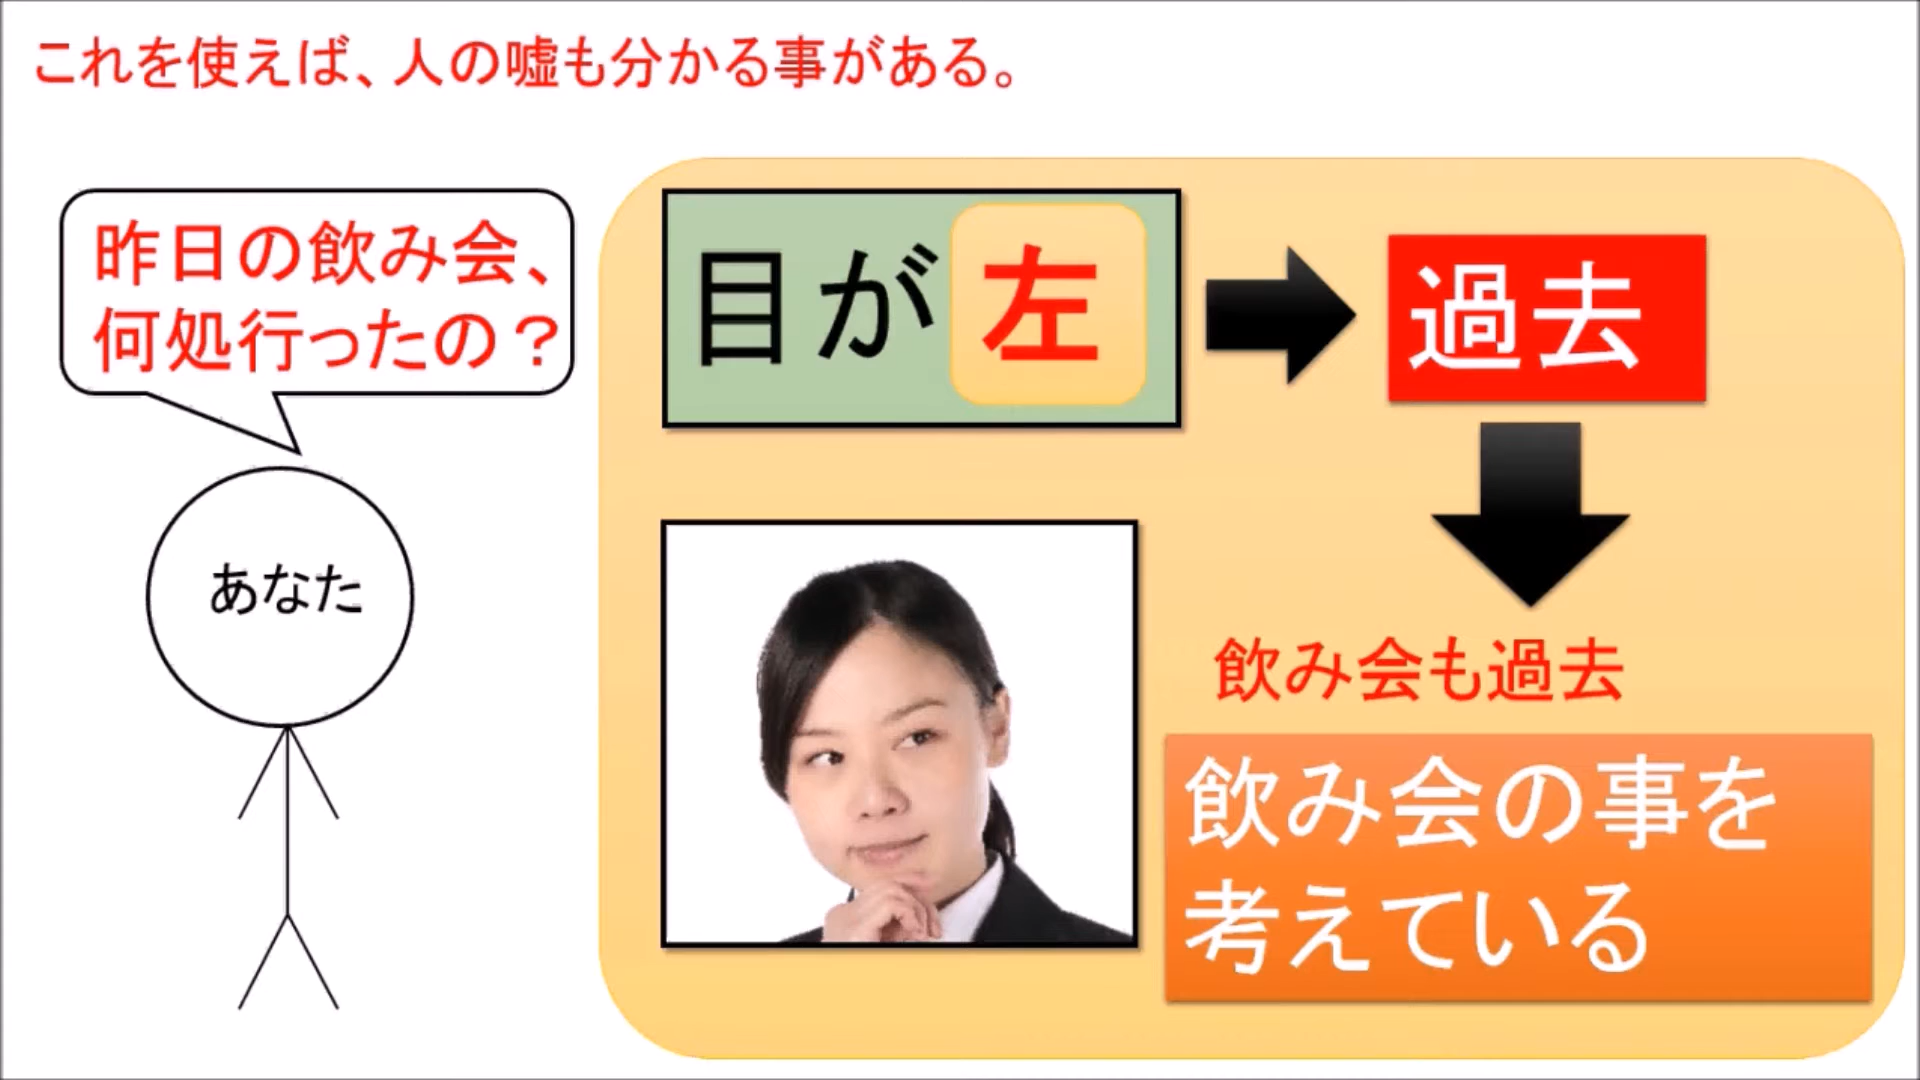 これを使えば、人の嘘も分かる事がある。
昨日の飲み会、
何処行ったの？
あなた
目が左
過去
飲み会も過去
飲み会の事を
考えている